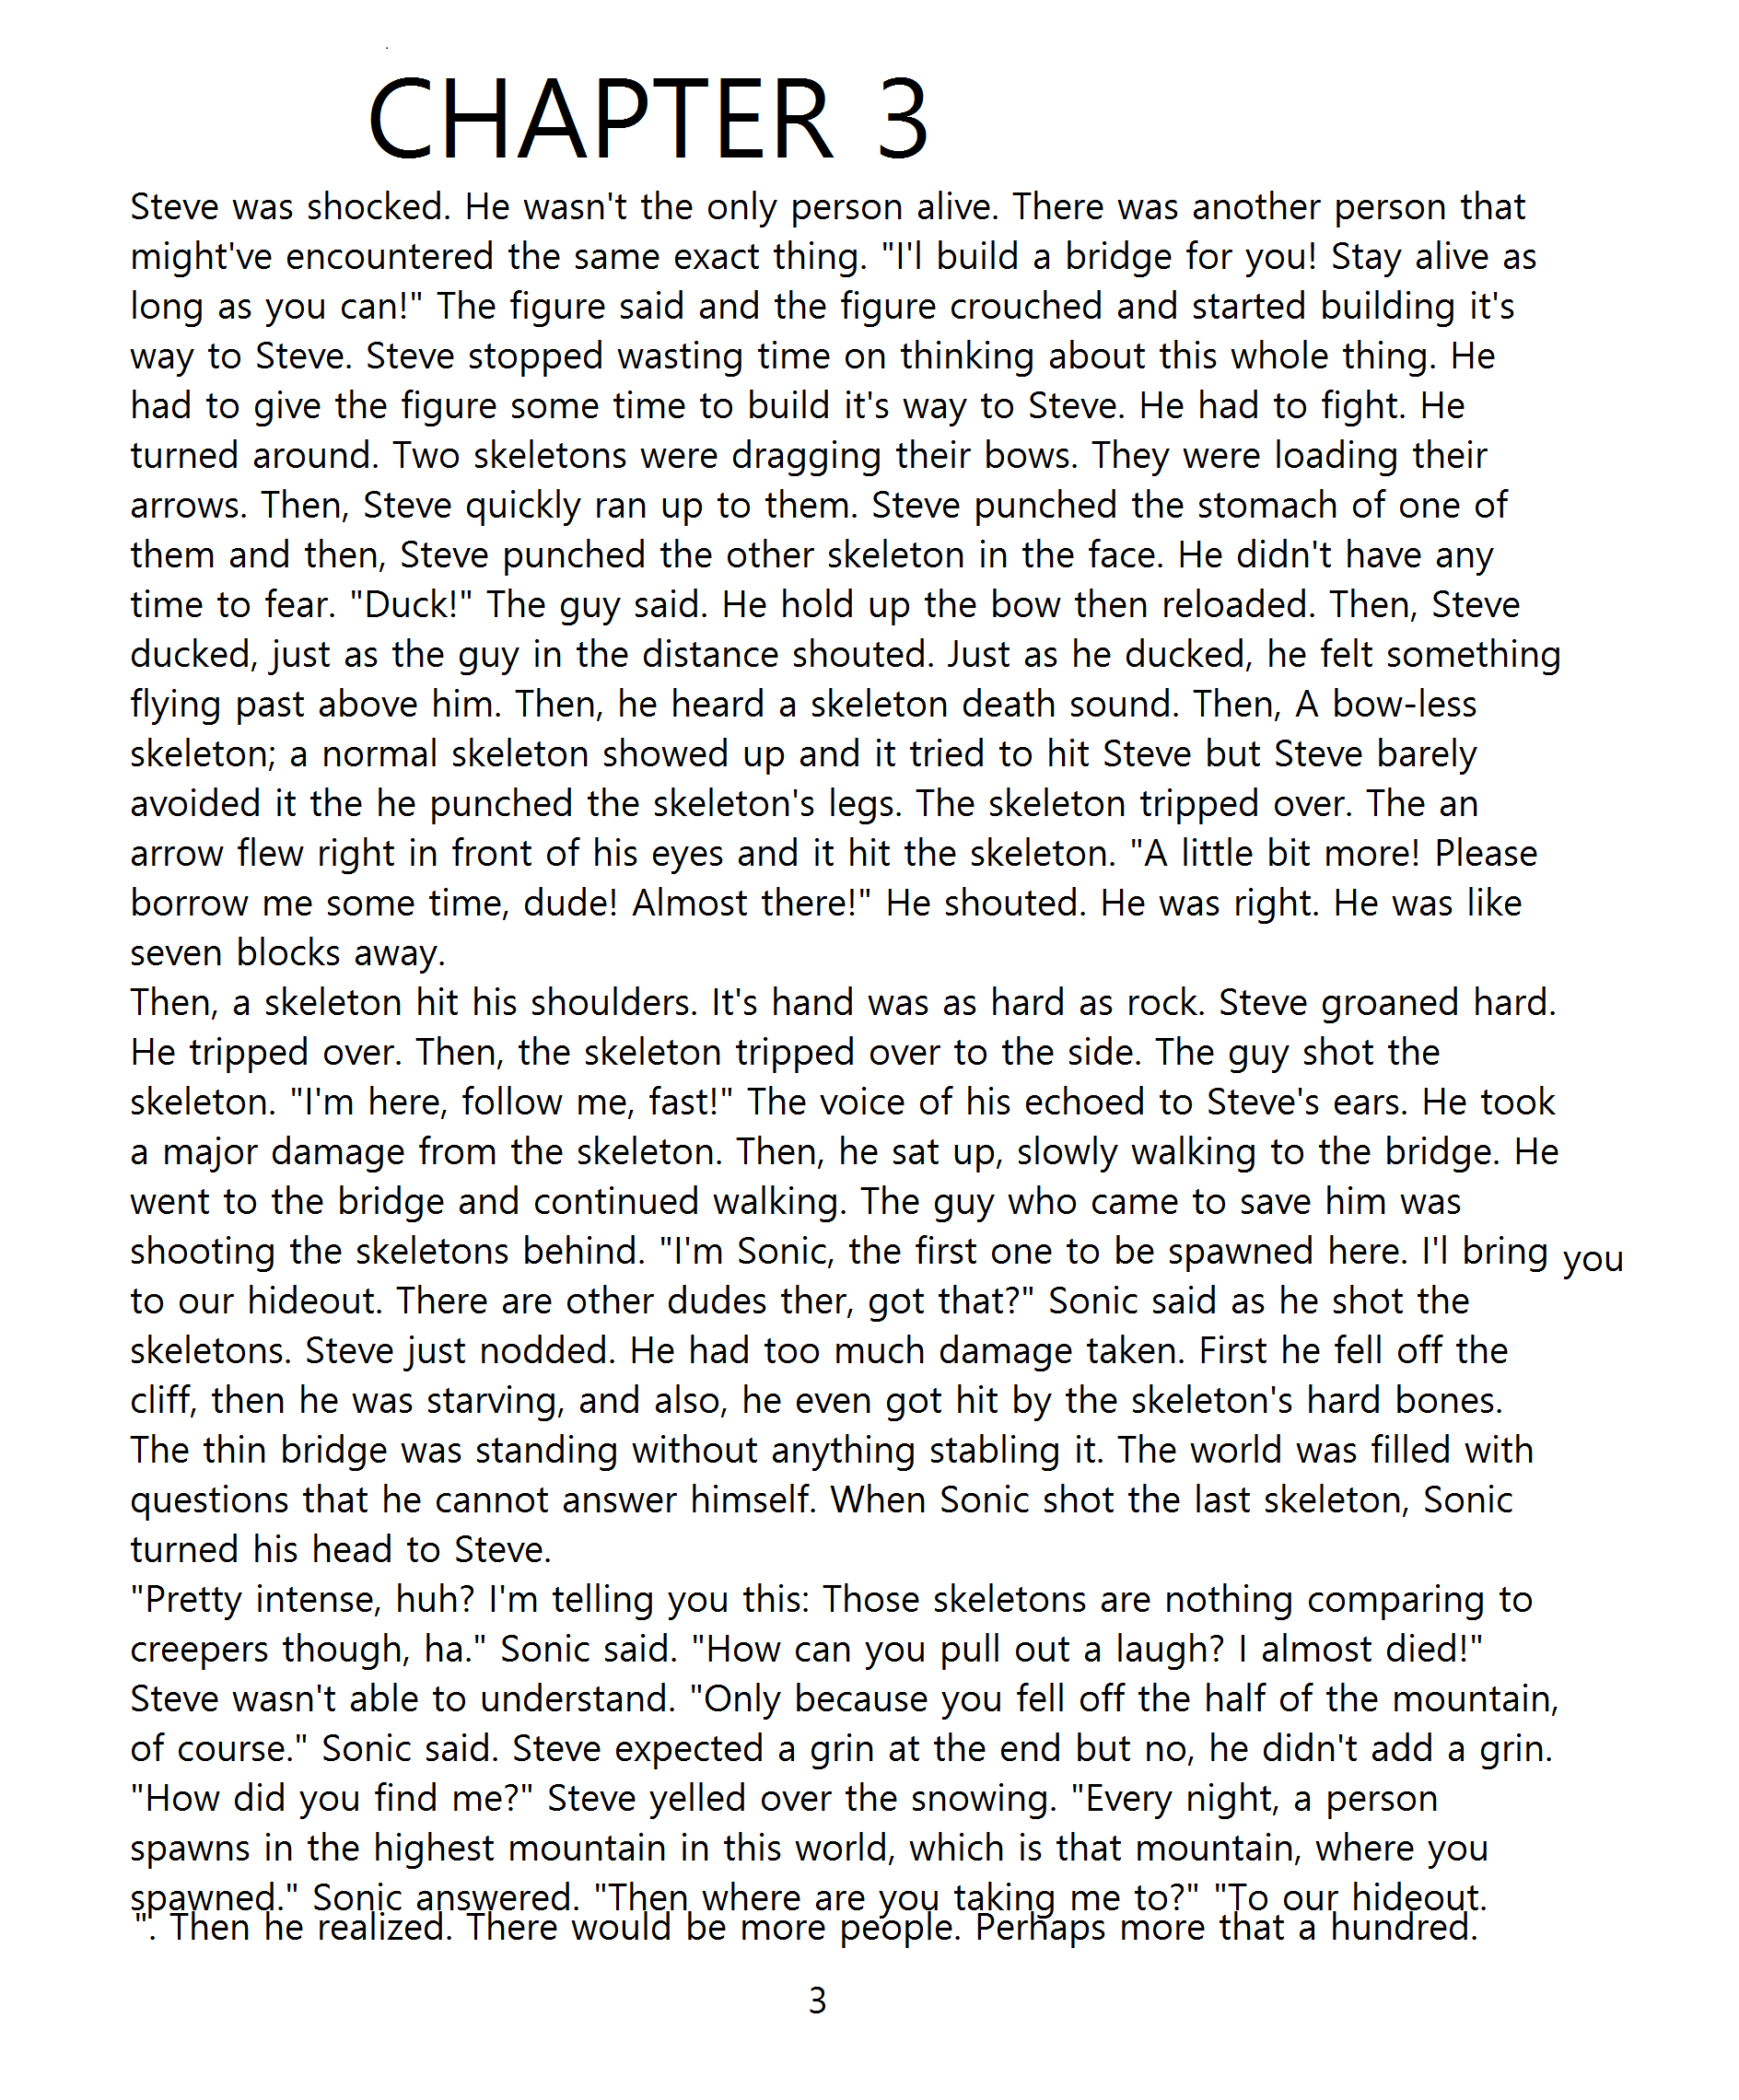 CHAPTER 3
Steve was shocked. He wasn't the only person alive. There was another person that
might've encountered the same exact thing. "I'l build a bridge for you! Stay alive as
long as you can!" The figure said and the figure crouched and started building it's
way to Steve. Steve stopped wasting time on thinking about this whole thing. He
had to give the figure some time to build it's way to Steve. He had to fight. He
turned around. Two skeletons were dragging their bows. They were loading their
arrows. Then, Steve quickly ran up to them. Steve punched the stomach of one of
them and then, Steve punched the other skeleton in the face. He didn't have any
time to fear. "Duck!" The guy said. He hold up the bow then reloaded. Then, Steve
ducked, just as the guy in the distance shouted. Just as he ducked, he felt something
flying past above him. Then, he heard a skeleton death sound. Then, A bow-less
skeleton; a normal skeleton showed up and it tried to hit Steve but Steve barely
avoided it the he punched the skeleton's legs. The skeleton tripped over. The an
arrow flew right in front of his eyes and it hit the skeleton. "A little bit more! Please
borrow me some time, dude! Almost there!" He shouted. He was right. He was like
seven blocks away.
Then, a skeleton hit his shoulders. It's hand was as hard as rock. Steve groaned hard.
He tripped over. Then, the skeleton tripped over to the side. The guy shot the
skeleton. "I'm here, follow me, fast!" The voice of his echoed to Steve's ears. He took
a major damage from the skeleton. Then, he sat up, slowly walking to the bridge. He
went to the bridge and continued walking. The guy who came to save him was
shooting the skeletons behind. "I'm Sonic, the first one to be spawned here. I'l bring you
to our hideout. There are other dudes ther, got that?" Sonic said as he shot the
skeletons. Steve just nodded. He had too much damage taken. First he fell off the
cliff, then he was starving, and also, he even got hit by the skeleton's hard bones.
The thin bridge was standing without anything stabling it. The world was filled with
questions that he cannot answer himself. When Sonic shot the last skeleton, Sonic
turned his head to Steve.
"Pretty intense, huh? I'm telling you this: Those skeletons are nothing comparing to
creepers though, ha." Sonic said. "How can you pull out a laugh? I almost died!"
Steve wasn't able to understand. "Only because you fell off the half of the mountain,
of course." Sonic said. Steve expected a grin at the end but no, he didn't add a grin.
"How did you find me?" Steve yelled over the snowing. "Every night, a person
spawns in the highest mountain in this world, which is that mountain, where you
spawned." Sonic answered. "Then where are you taking me to?" "To our hideout.
". Then he realized. There would be more people. Perhaps more that a hundred.
3